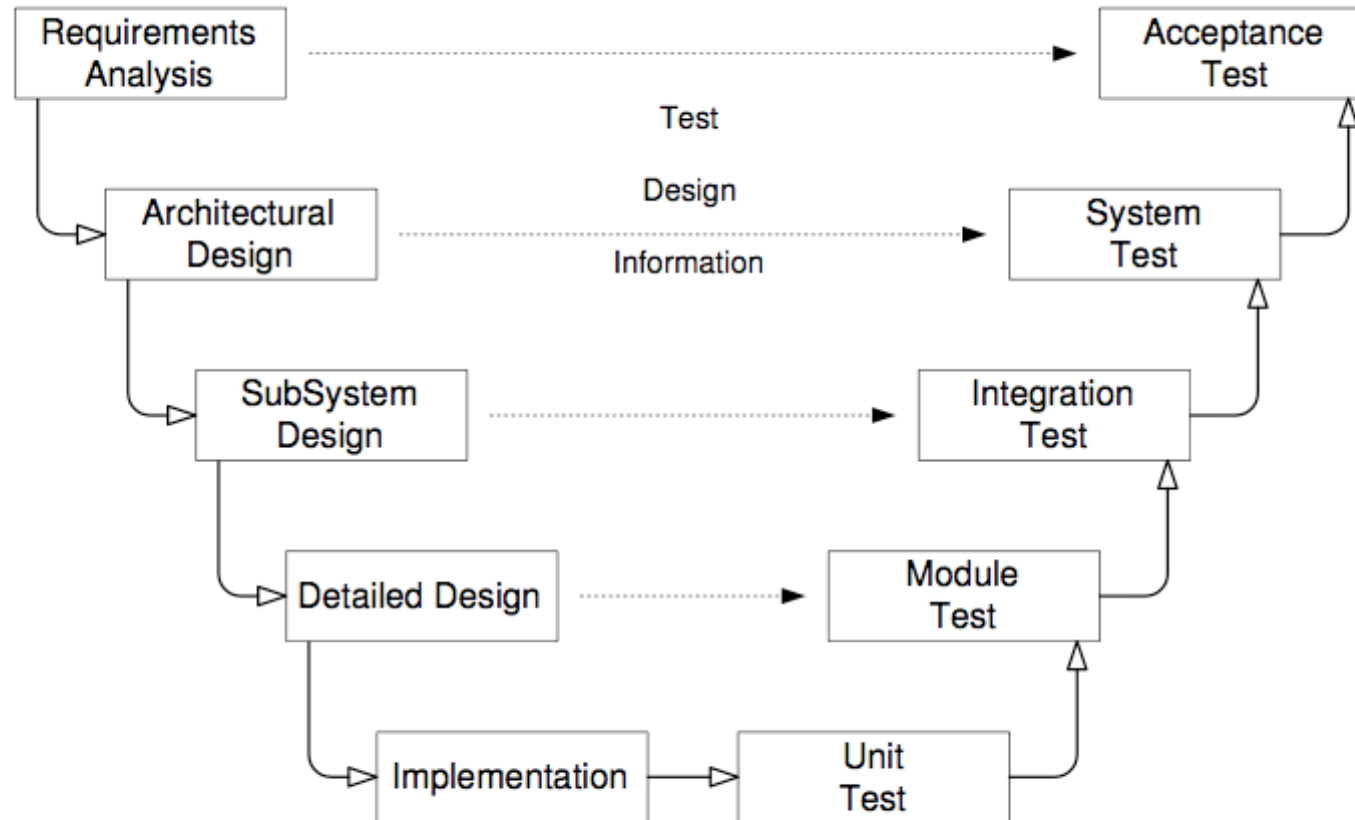 Requirements
Analysis
Acceptance
Test
Test
Design
Information
Architectural
Design
System
Test
SubSystem
Design
Integration
Test
Detailed Design
Module
Test
Implementation
Unit
Test